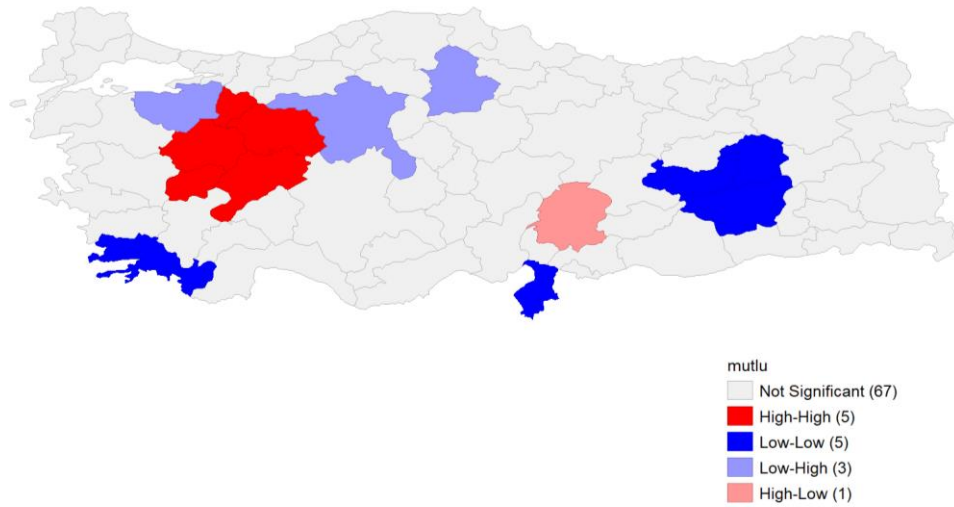 mutlu
Not Significant (67)
High-High (5)
Low-Low (5)
Low-High (3)
High-Low (1)